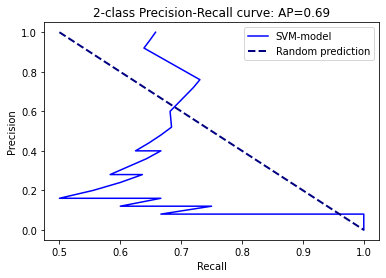 2-class Precision-Recall curve: AP=0.69
SVM-model
Random prediction
Precision
1.0
0.8
0.6
0.4
0.2
0.0
0.5 0.6 0.7 0.8 0.9 1.0
Recall